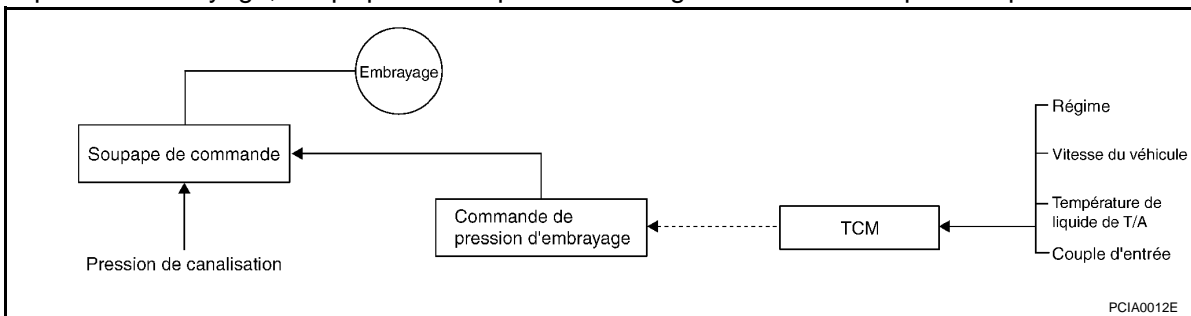 Embrayage
Soupape de commande
Pression de canalisation
Commande de
pression d'embrayage
TCM
Régime
Vitesse du véhicule
Température de
liquide de T/A
Couple d'entrée
PCIA0012E